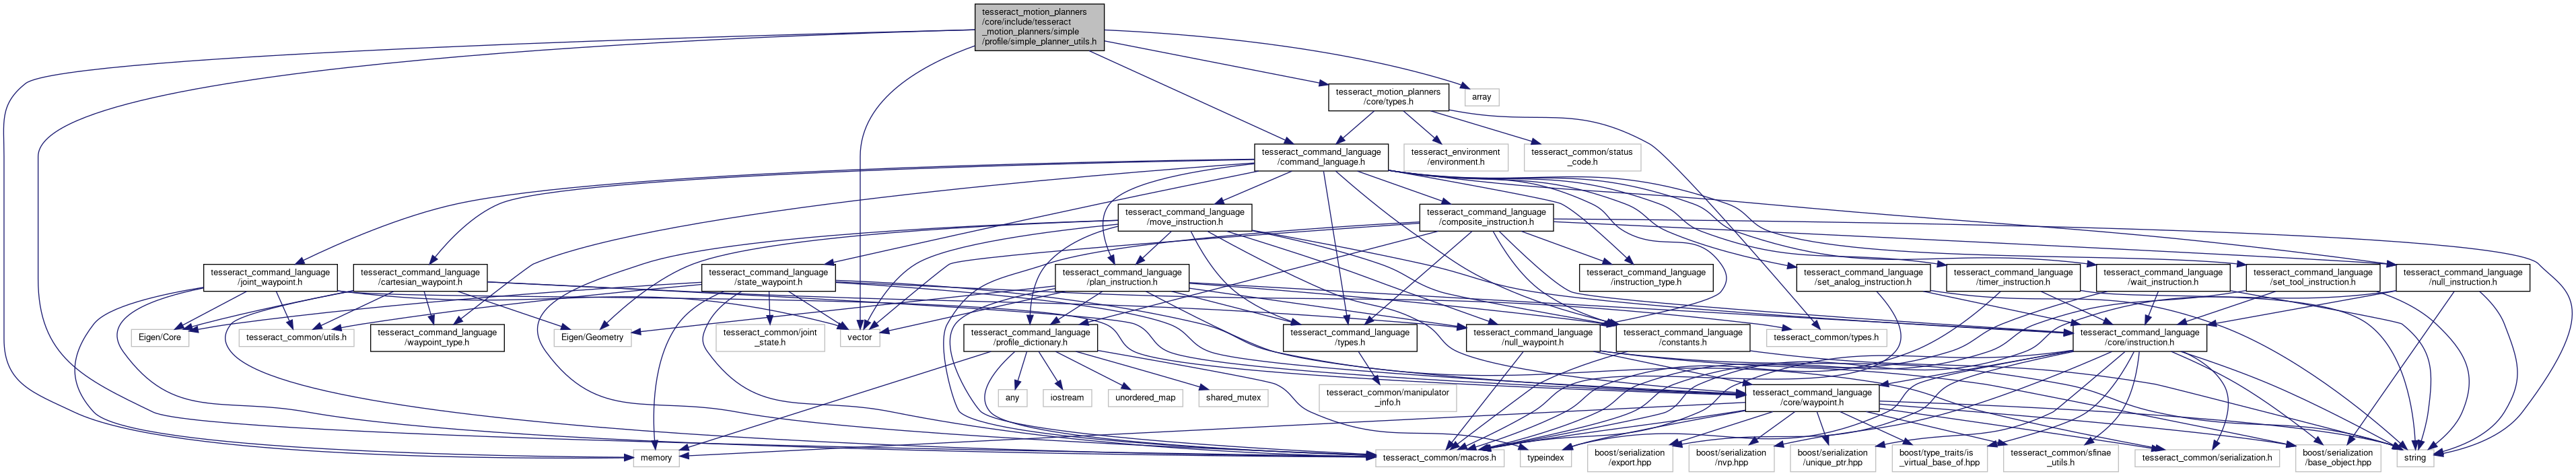 tesseract_motion_planners
/core/include/tesseract
_motion_planners/simple
/profile/simple_planner_utils.h
tesseract_motion_planners
/core/types.h
array
tesseract_command_language
/command_language.h
tesseract_environment
/environment.h
tesseract_common/status
_code.h
tesseract_command_language
/move_instruction.h
tesseract_command_language
/composite_instruction.h
tesseract_command_language
/joint_waypoint.h
tesseract_command_language
/cartesian_waypoint.h
tesseract_command_language
/state_waypoint.h
tesseract_command_language
/plan_instruction.h
tesseract_command_language
/instruction_type.h
tesseract_command_language
/set_analog_instruction.h
tesseract_command_language
/timer_instruction.h
tesseract_command_language
/wait_instruction.h
tesseract_command_language
/set_tool_instruction.h
tesseract_command_language
/null_instruction.h
Eigen/Core
tesseract_common/utils.h
tesseract_command_language
/waypoint_type.h
Eigen/Geometry
tesseract_common/joint
_state.h
vector
tesseract_command_language
/profile_dictionary.h
tesseract_command_language
/types.h
tesseract_command_language
/null_waypoint.h
tesseract_command_language
/constants.h
tesseract_common/types.h
tesseract_command_language
/core/instruction.h
any
iostream
unordered_map
shared_mutex
tesseract_common/manipulator
_info.h
tesseract_command_language
/core/waypoint.h
memory
tesseract_common/macros.h
typeindex
boost/serialization
/export.hpp
boost/serialization
/nvp.hpp
boost/serialization
/unique_ptr.hpp
boost/type_traits/is
_virtual_base_of.hpp
tesseract_common/sfinae
_utils.h
tesseract_common/serialization.h
boost/serialization
/base_object.hpp
string